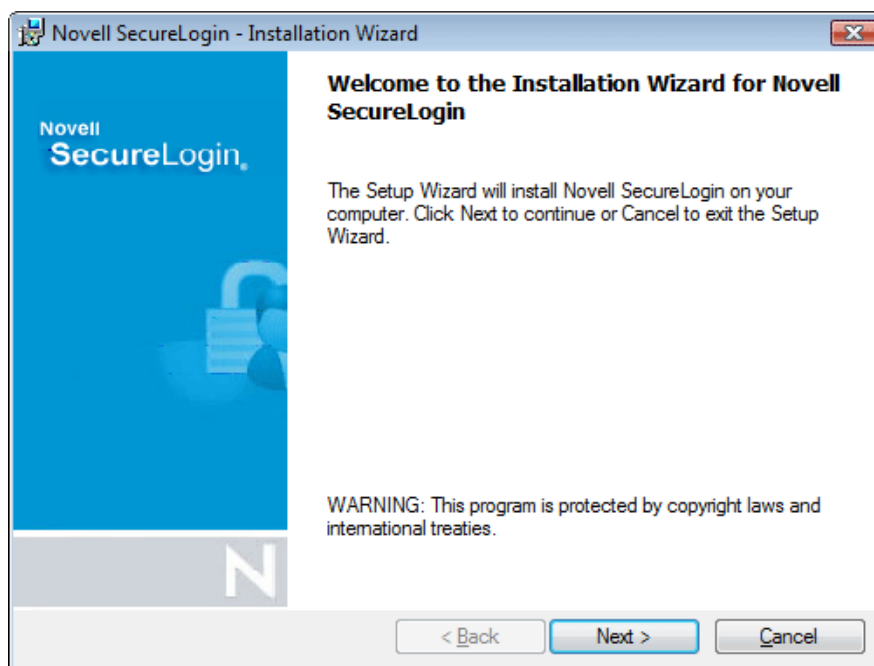 Novell SecureLogin - Installation Wizard
Novell
SecureLogin®
Welcome to the Installation Wizard for Novell
SecureLogin
The Setup Wizard will install Novell SecureLogin on your
computer. Click Next to continue or Cancel to exit the Setup
Wizard.
WARNING: This program is protected by copyright laws and
international treaties.
N
< Back
Next >
Cancel